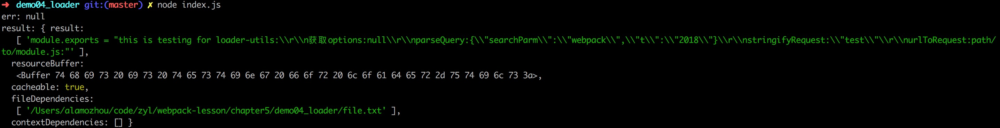 ➜  demo04_loader git:(master) ✗ node index.js
err: null
result: { result:
   [ 'module.exports = "this is testing for loader-utils:\\r\\n获取options:null\\r\\nparseQuery:{\\"searchParm\\":\\"webpack\\",\\"t\\":\\"2018\\"}\\r\\nstringifyRequest:\\"test\\"\\r\\nurlToRequest:path/
to/module.js:"' ],
  resourceBuffer:
   <Buffer 74 68 69 73 20 69 73 20 74 65 73 74 69 6e 67 20 66 6f 72 20 6c 6f 61 64 65 72 2d 75 74 69 6c 73 3a>,
  cacheable: true,
  fileDependencies:
   [ '/Users/alamozhou/code/zyl/webpack-lesson/chapter5/demo04_loader/file.txt' ],
  contextDependencies: [] }